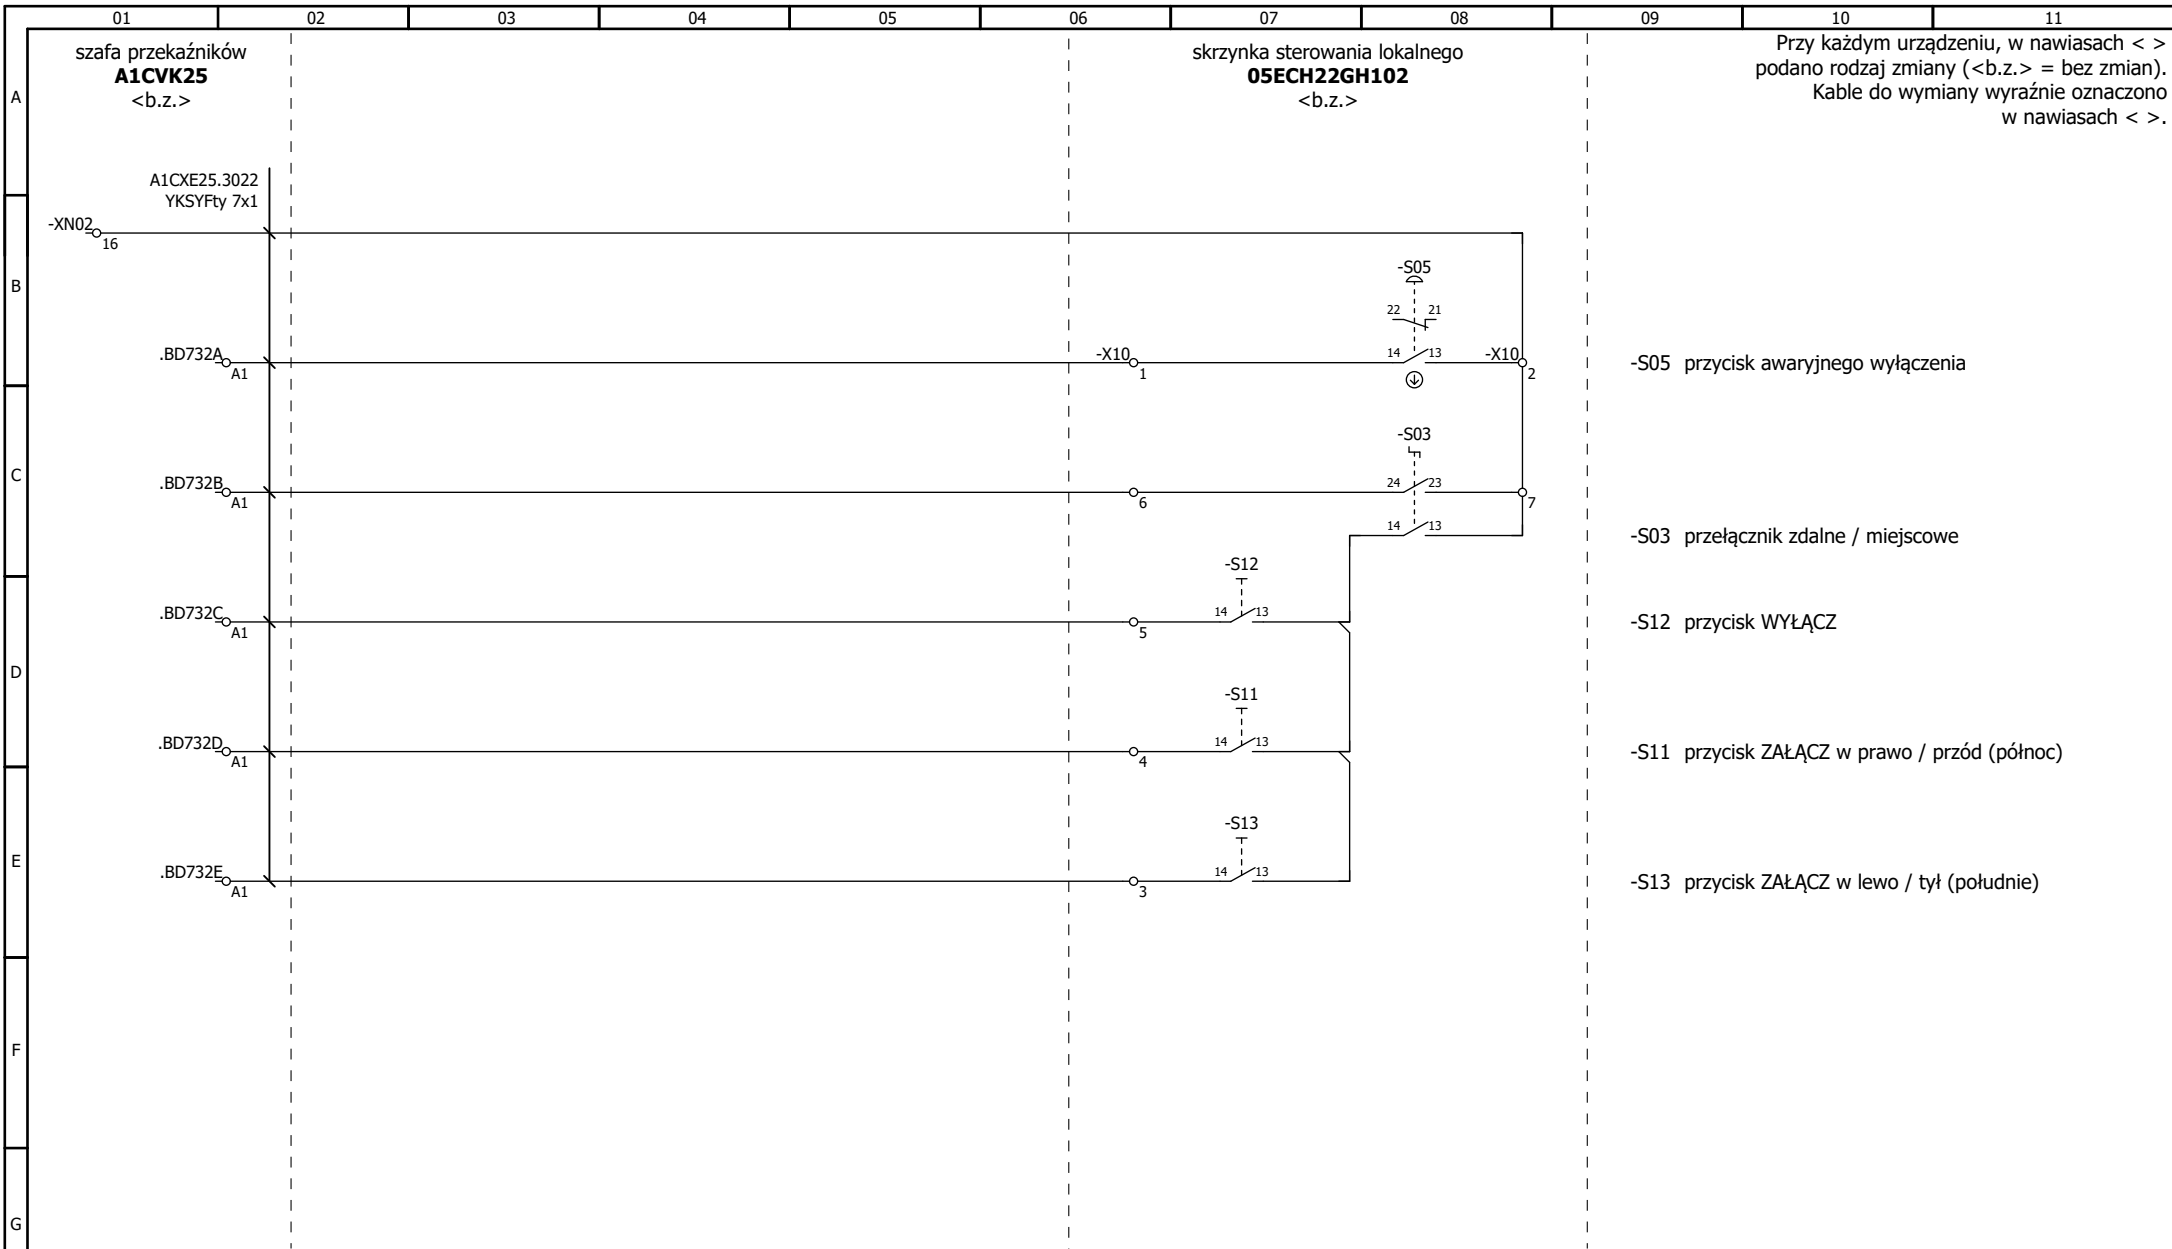 01 02 03 04 05 06 07 08 09 10 11
szafa przekaźników
A1CVK25
<b.z.>
skrzynka sterowania lokalnego
05ECH22GH102
<b.z.>
Przy każdym urządzeniu, w nawiasach < >
podano rodzaj zmiany (<b.z.> = bez zmian).
Kable do wymiany wyraźnie oznaczono
w nawiasach < >.
A
A1CXE25.3022
YKSYFty 7x1
-XN02
16
B
-S05
22 21
.BD732A
A1
-X10
1
14 13
-X10
2
-S05 przycisk awaryjnego wyłączenia
C
-S03
.BD732B
A1
6
24 23
7
14 13
-S03 przełącznik zdalne / miejscowe
-S12
.BD732C
A1
5
14 13
-S12 przycisk WYŁĄCZ
D
-S11
.BD732D
A1
4
14 13
-S11 przycisk ZAŁĄCZ w prawo / przód (północ)
E
-S13
.BD732E
A1
3
14 13
-S13 przycisk ZAŁĄCZ w lewo / tył (południe)
F
G